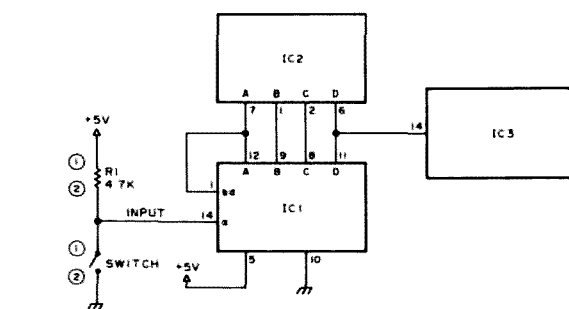 IC2
A B C D
7 1 2 6
+5V
14
IC3
① R1
② 4.7K
12 9 8 11
A B C D
1 bd
IC1
INPUT 14 a
①
② SWITCH
+5V
5 10